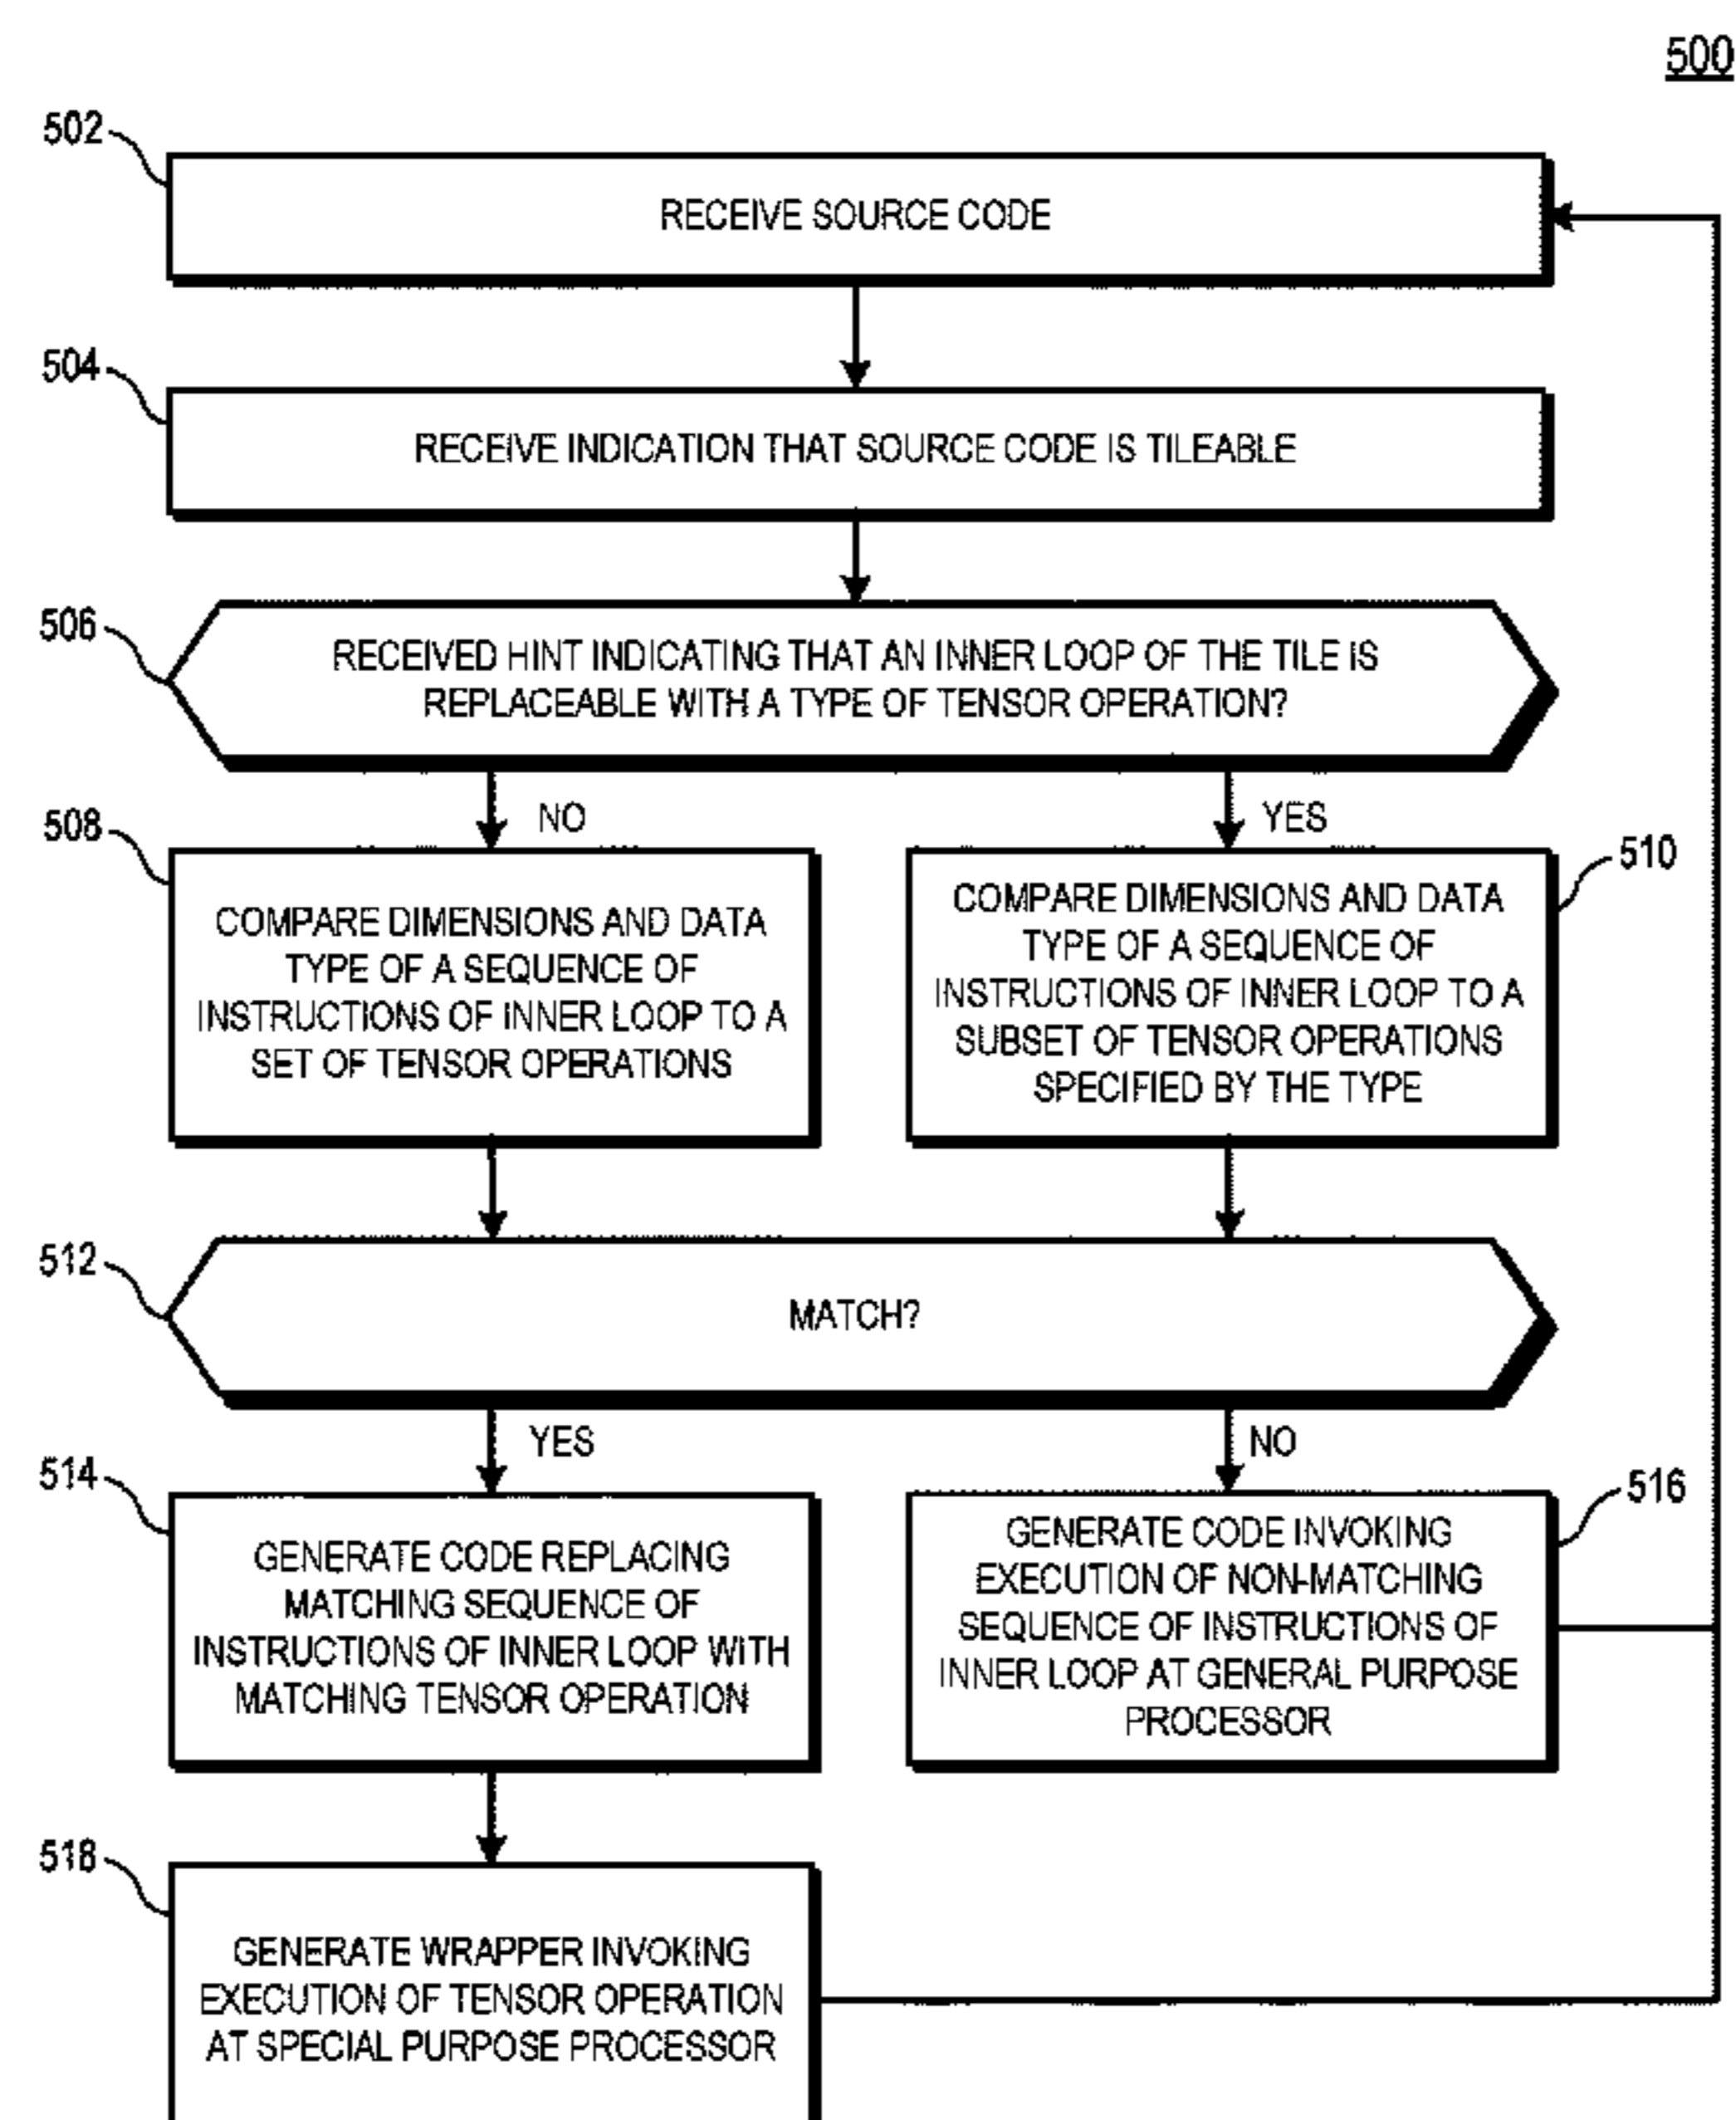 500
502
RECEIVE SOURCE CODE
504
RECEIVE INDICATION THAT SOURCE CODE IS TILEABLE
506
RECEIVED HINT INDICATING THAT AN INNER LOOP OF THE TILE IS
REPLACEABLE WITH A TYPE OF TENSOR OPERATION?
NO
YES
508
COMPARE DIMENSIONS AND DATA
TYPE OF A SEQUENCE OF
INSTRUCTIONS OF INNER LOOP TO A
SET OF TENSOR OPERATIONS
510
COMPARE DIMENSIONS AND DATA
TYPE OF A SEQUENCE OF
INSTRUCTIONS OF INNER LOOP TO A
SUBSET OF TENSOR OPERATIONS
SPECIFIED BY THE TYPE
512
MATCH?
YES
NO
514
GENERATE CODE REPLACING
MATCHING SEQUENCE OF
INSTRUCTIONS OF INNER LOOP WITH
MATCHING TENSOR OPERATION
516
GENERATE CODE INVOKING
EXECUTION OF NON-MATCHING
SEQUENCE OF INSTRUCTIONS OF
INNER LOOP AT GENERAL PURPOSE
PROCESSOR
518
GENERATE WRAPPER INVOKING
EXECUTION OF TENSOR OPERATION
AT SPECIAL PURPOSE PROCESSOR